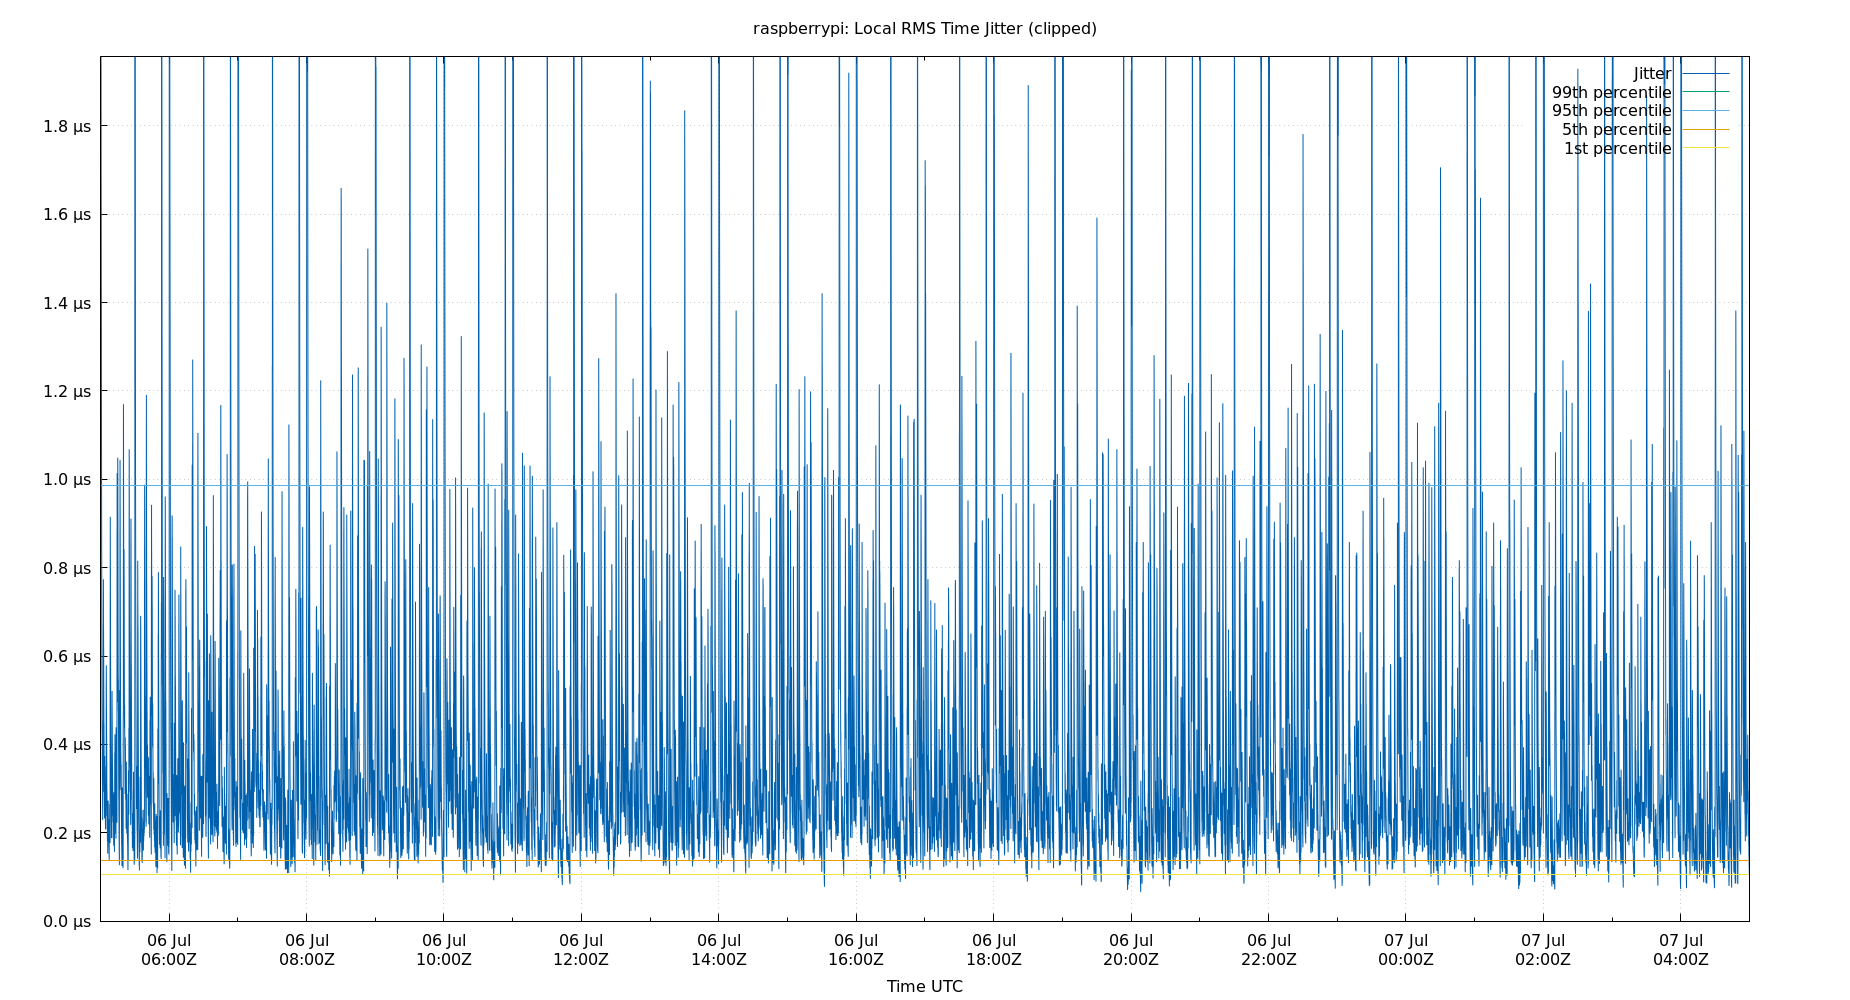 raspberrypi: Local RMS Time Jitter (clipped)
Jitter
99th percentile
95th percentile
5th percentile
1st percentile
1.8 µs
1.6 µs
1.4 µs
1.2 µs
1.0 µs
0.8 µs
0.6 µs
0.4 µs
0.2 µs
0.0 µs
06 Jul 06 Jul 06 Jul 06 Jul 06 Jul 06 Jul 06 Jul 06 Jul 06 Jul 07 Jul 07 Jul 07 Jul
06:00Z 08:00Z 10:00Z 12:00Z 14:00Z 16:00Z 18:00Z 20:00Z 22:00Z 00:00Z 02:00Z 04:00Z
Time UTC